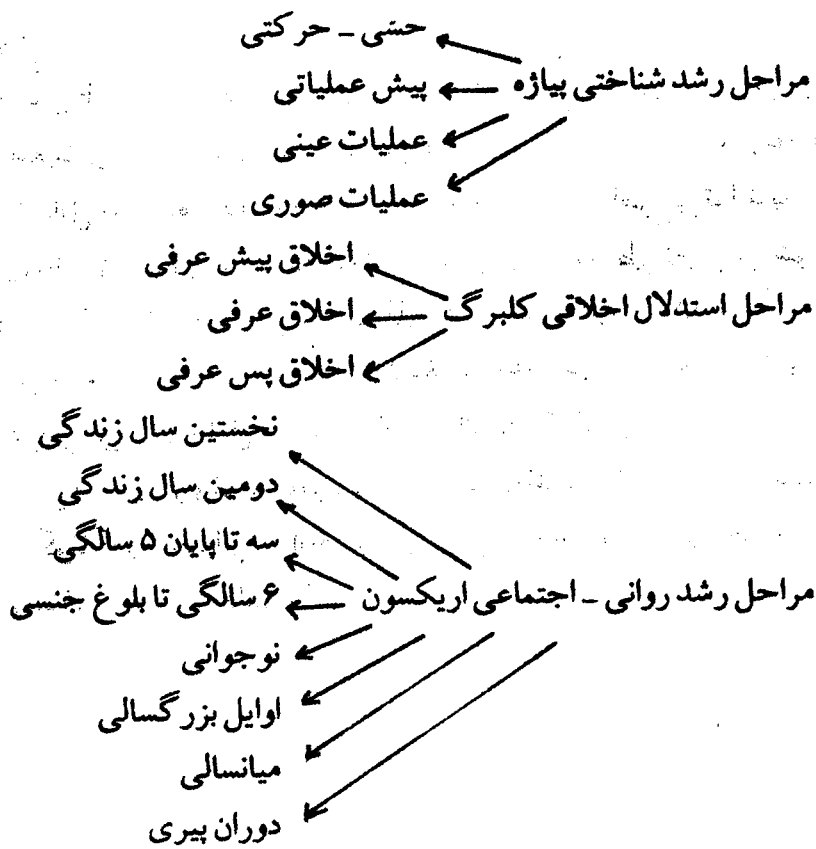 حسّی ـ حرکتی
مراحل رشد شناختی پیاژه
پیش عملیاتی
عملیات عینی
عملیات صوری
اخلاق پیش عرفی
مراحل استدلال اخلاقی کلبرگ
اخلاق عرفی
اخلاق پس عرفی
نخستین سال زندگی
دومین سال زندگی
سه تا پایان ۵ سالگی
مراحل رشد روانی ـ اجتماعی اریکسون
۶ سالگی تا بلوغ جنسی
نوجوانی
اوایل بزرگسالی
میانسالی
دوران پیری